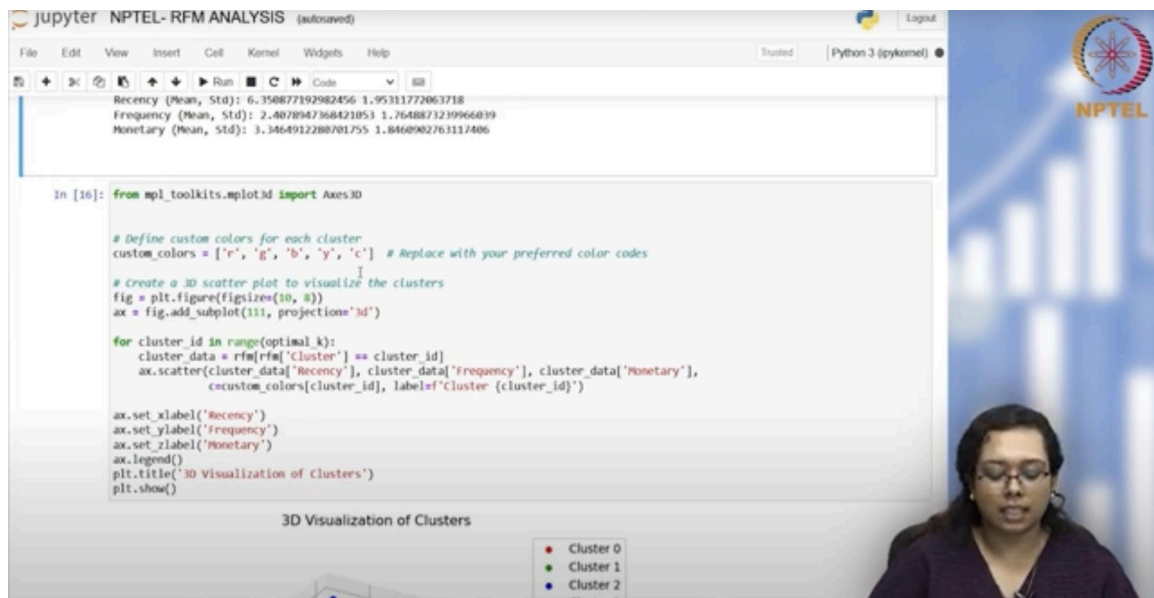 jupyter NPTEL- RFM ANALYSIS (autosaved)
Logout
File Edit View Insert Cell Kernel Widgets Help
Trusted
Python 3 (ipykernel)
Run
Code
NPTEL
Recency (Mean, Std): 6.350877192982456 1.95311772063718
Frequency (Mean, Std): 2.4078947368421053 1.7648873239966039
Monetary (Mean, Std): 3.3464912280701755 1.8460902763117406
In [16]: from mpl_toolkits.mplot3d import Axes3D
# Define custom colors for each cluster
custom_colors = ['r', 'g', 'b', 'y', 'c'] # Replace with your preferred color codes
# Create a 3D scatter plot to visualize the clusters
fig = plt.figure(figsize=(10, 8))
ax = fig.add_subplot(111, projection='3d')
for cluster_id in range(optimal_k):
cluster_data = rfm[rfm['Cluster'] == cluster_id]
ax.scatter(cluster_data['Recency'], cluster_data['Frequency'], cluster_data['Monetary'],
c=custom_colors[cluster_id], label=f'Cluster {cluster_id}')
ax.set_xlabel('Recency')
ax.set_ylabel('Frequency')
ax.set_zlabel('Monetary')
ax.legend()
plt.title('3D Visualization of Clusters')
plt.show()
3D Visualization of Clusters
Cluster 0
Cluster 1
Cluster 2